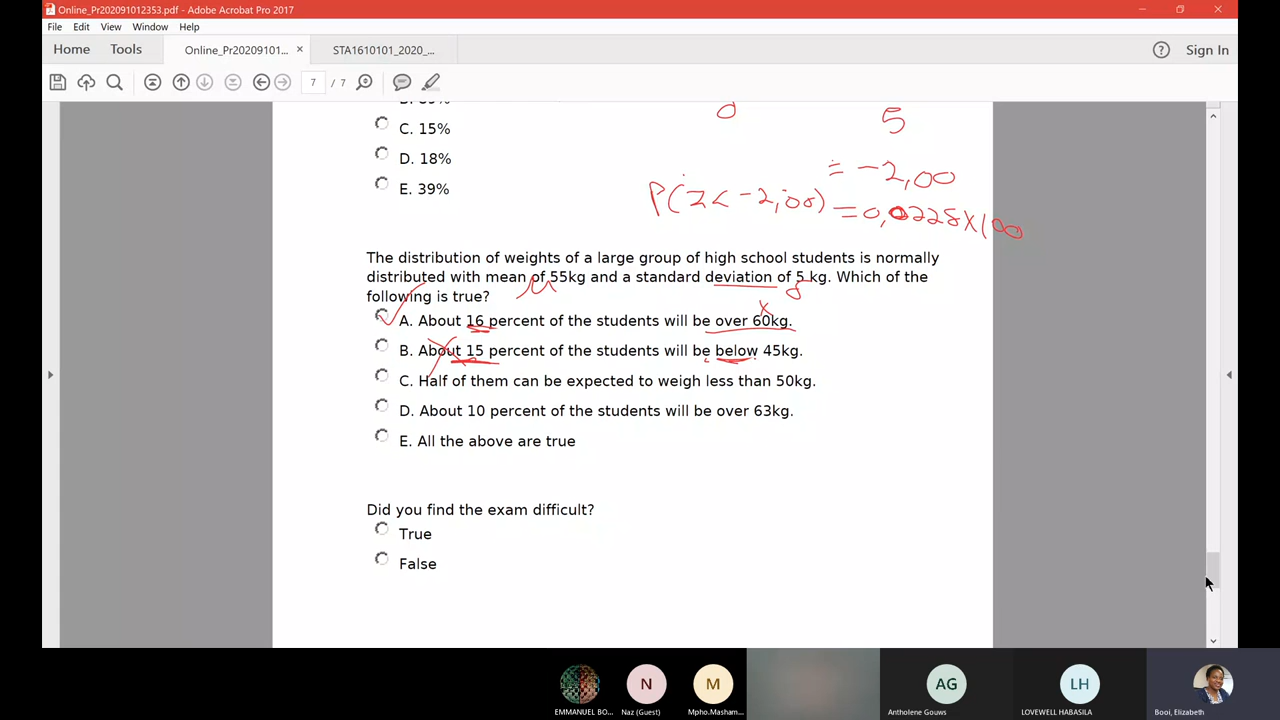 Online_Pr202091012353.pdf - Adobe Acrobat Pro 2017
File Edit View Window Help
Home Tools Online_Pr20209101... × STA1610101_2020_... Sign In
7 / 7
C. 15%
5
D. 18%
= -2,00
E. 39%
P(Z < -2,00) = 0,0228 x 100
The distribution of weights of a large group of high school students is normally
distributed with mean of 55kg and a standard deviation of 5 kg. Which of the
following is true?
μ σ
x
A. About 16 percent of the students will be over 60kg.
B. About 15 percent of the students will be below 45kg.
C. Half of them can be expected to weigh less than 50kg.
D. About 10 percent of the students will be over 63kg.
E. All the above are true
Did you find the exam difficult?
True
False
N M AG LH
EMMANUEL BO... Naz (Guest) Mpho.Masham... Antholene Gouws LOVEWELL HABASILA Booi, Elizabeth